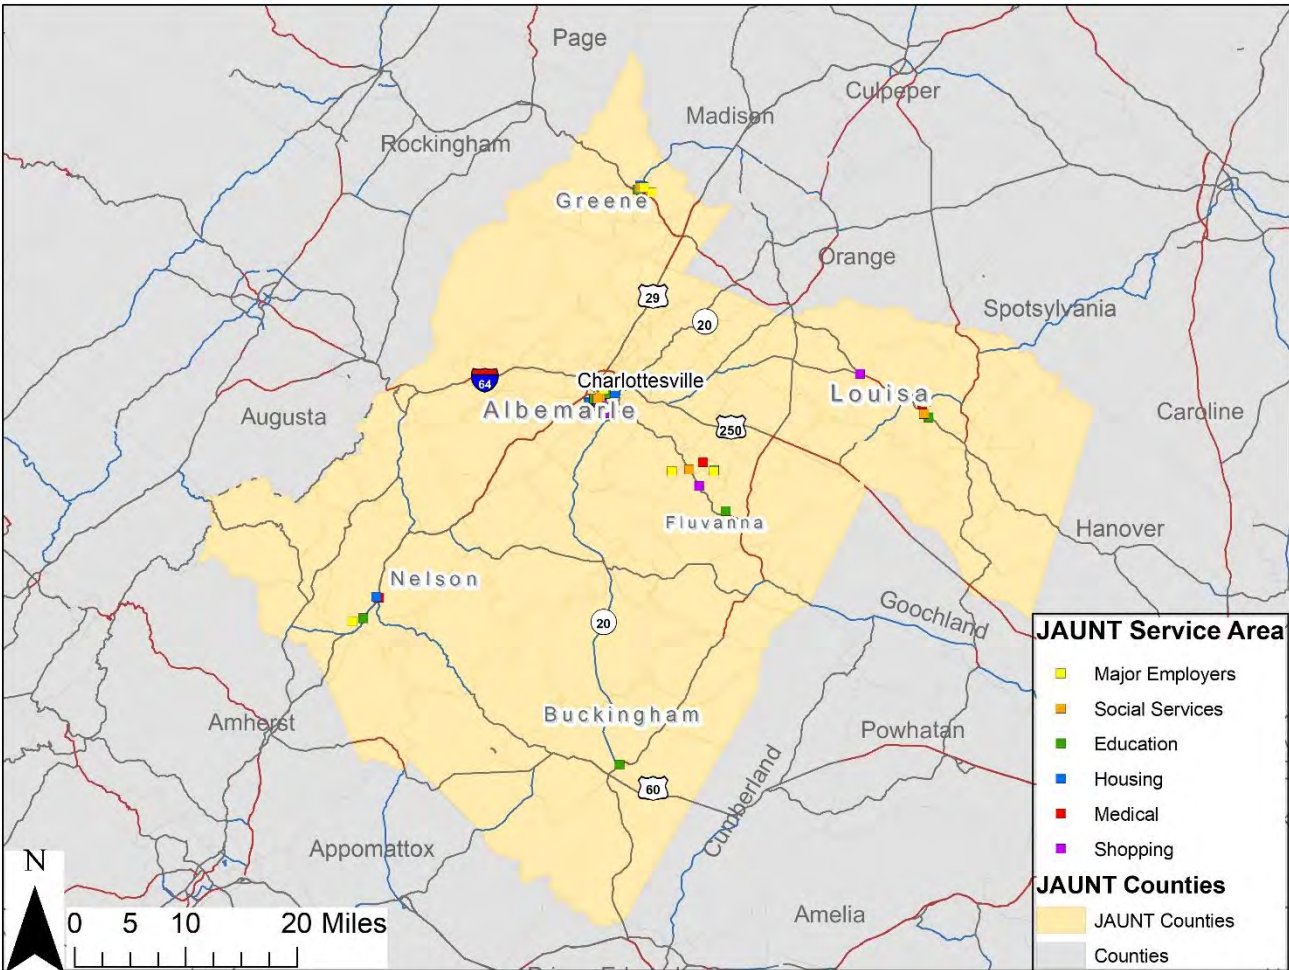 Page
Culpeper
Madison
Rockingham
Greene
Orange
29
Spotsylvania
20
64
Charlottesville
Louisa
Albemarle
Caroline
Augusta
250
Fluvanna
Hanover
Nelson
Goochland
20
Buckingham
Amherst
Powhatan
60
Cumberland
Appomattox
Amelia
N
0 5 10 20 Miles
JAUNT Service Area
Major Employers
Social Services
Education
Housing
Medical
Shopping
JAUNT Counties
JAUNT Counties
Counties